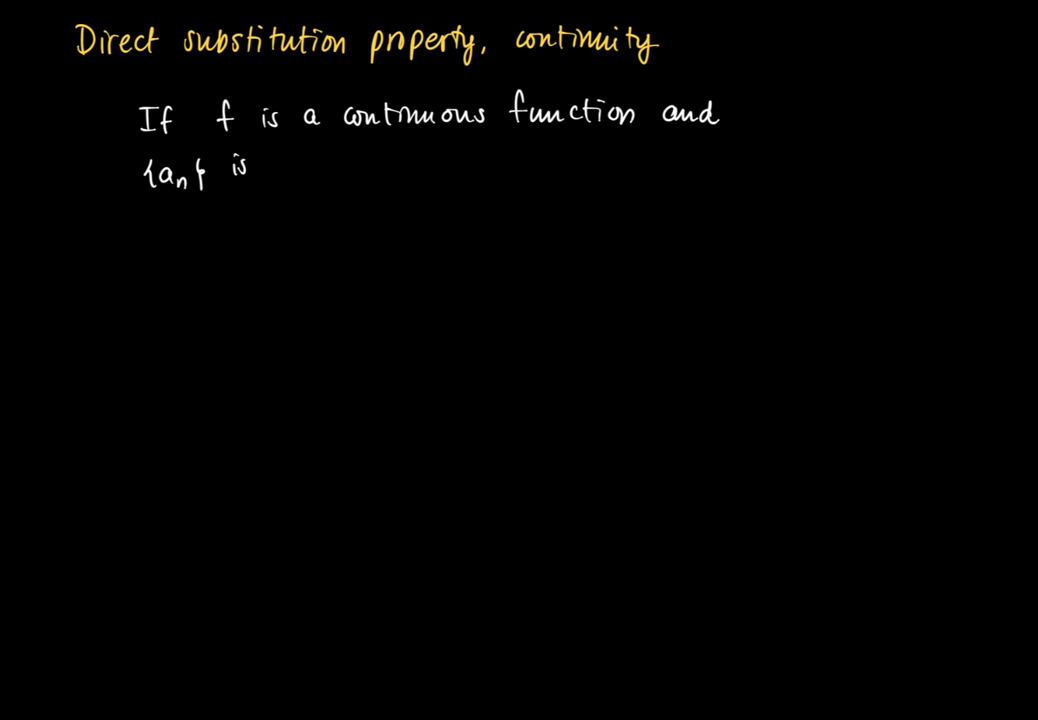 Direct substitution property, continuity
If f is a continuous function and
{aₙ} is